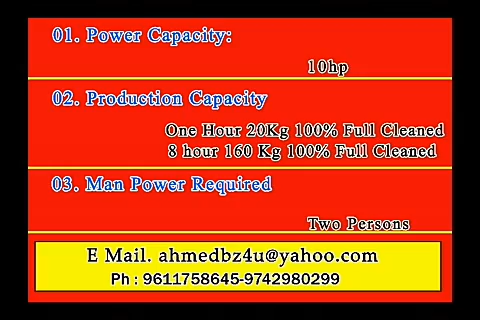 01. Power Capacity:
10hp
02. Production Capacity
One Hour 20Kg 100% Full Cleaned
8 hour 160 Kg 100% Full Cleaned
03. Man Power Required
Two Persons
E Mail. ahmedbz4u@yahoo.com
Ph : 9611758645-9742980299